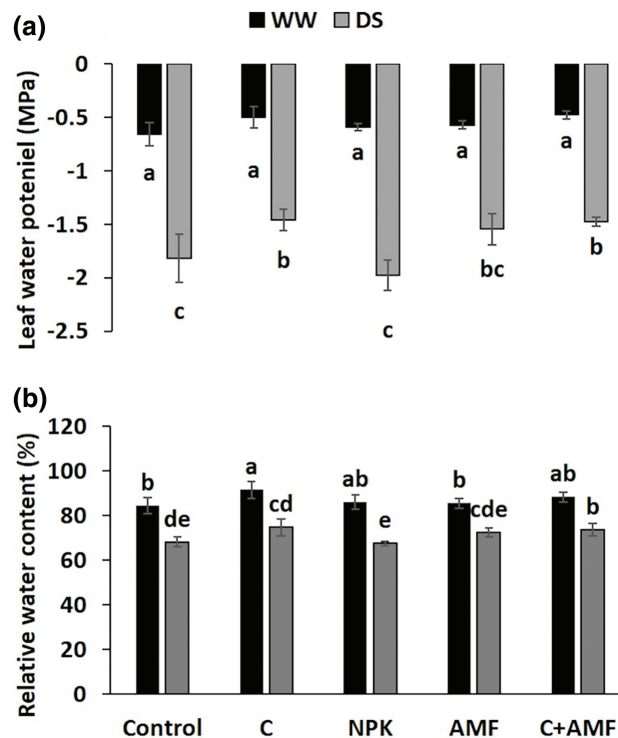 (a)
WW DS
Leaf water poteniel (MPa)
0
-0.5
-1
-1.5
-2
-2.5
a a a a a
c b c bc b
(b)
Relative water content (%)
120
100
80
60
40
20
0
b a ab b ab
de cd e cde b
Control C NPK AMF C+AMF